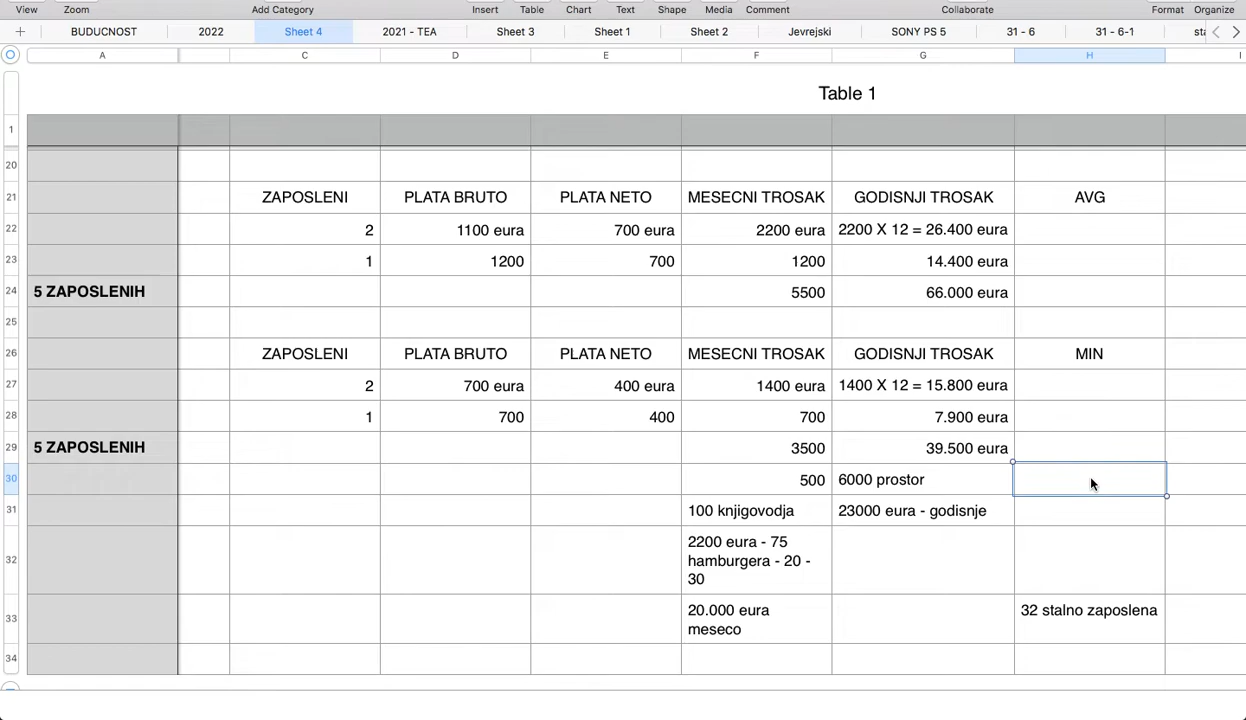 View Zoom Add Category Insert Table Chart Text Shape Media Comment Collaborate Format Organize
+ BUDUCNOST 2022 Sheet 4 2021 - TEA Sheet 3 Sheet 1 Sheet 2 Jevrejski SONY PS 5 31 - 6 31 - 6-1
A C D E F G H I
Table 1
1
20
21 ZAPOSLENI PLATA BRUTO PLATA NETO MESECNI TROSAK GODISNJI TROSAK AVG
22 2 1100 eura 700 eura 2200 eura 2200 X 12 = 26.400 eura
23 1 1200 700 1200 14.400 eura
24 5 ZAPOSLENIH 5500 66.000 eura
25
26 ZAPOSLENI PLATA BRUTO PLATA NETO MESECNI TROSAK GODISNJI TROSAK MIN
27 2 700 eura 400 eura 1400 eura 1400 X 12 = 15.800 eura
28 1 700 400 700 7.900 eura
29 5 ZAPOSLENIH 3500 39.500 eura
30 500 6000 prostor
31 100 knjigovodja 23000 eura - godisnje
32 2200 eura - 75
hamburgera - 20 -
30
33 20.000 eura 32 stalno zaposlena
meseco
34